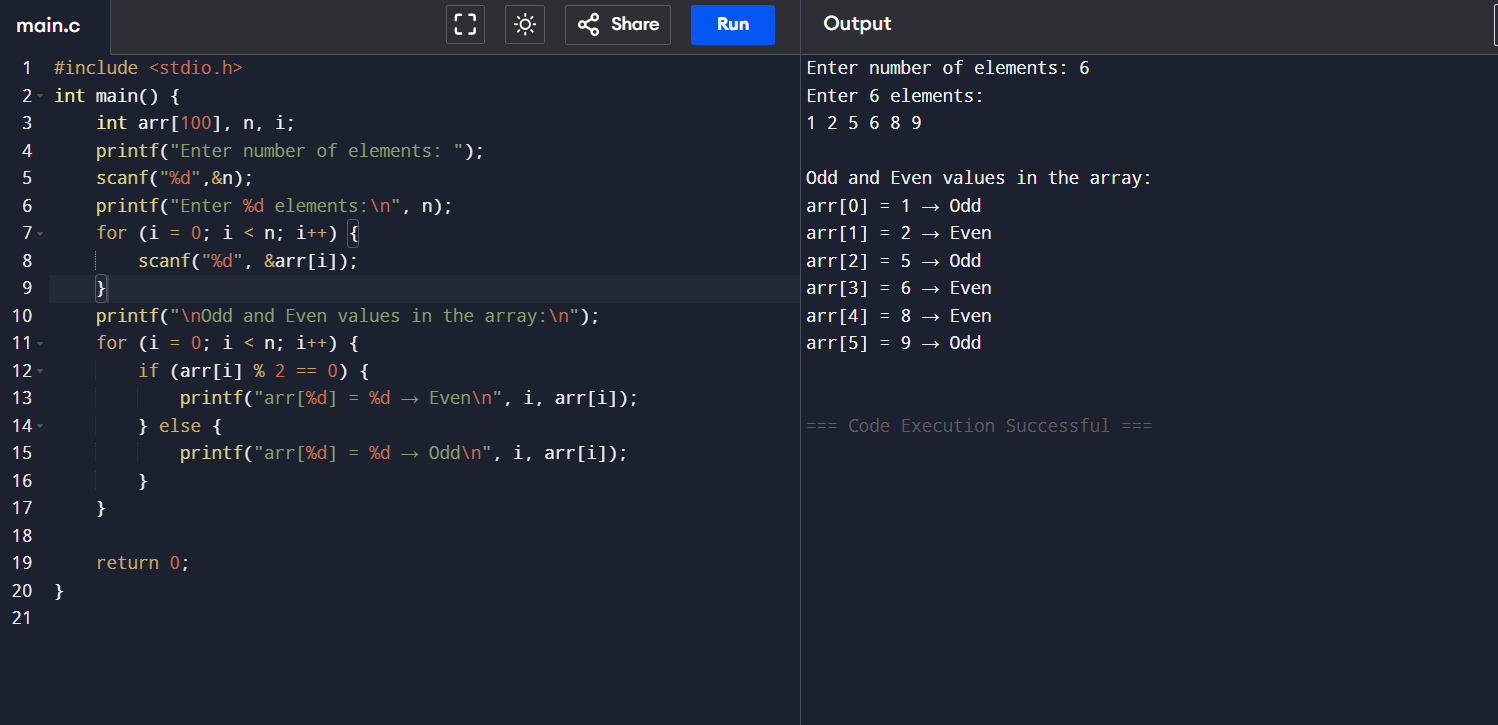 main.c
Share
Run
Output
1 #include <stdio.h>
2 int main() {
3     int arr[100], n, i;
4     printf("Enter number of elements: ");
5     scanf("%d",&n);
6     printf("Enter %d elements:\n", n);
7     for (i = 0; i < n; i++) {
8         scanf("%d", &arr[i]);
9     }
10     printf("\nOdd and Even values in the array:\n");
11     for (i = 0; i < n; i++) {
12         if (arr[i] % 2 == 0) {
13             printf("arr[%d] = %d → Even\n", i, arr[i]);
14         } else {
15             printf("arr[%d] = %d → Odd\n", i, arr[i]);
16         }
17     }
18
19     return 0;
20 }
21
Enter number of elements: 6
Enter 6 elements:
1 2 5 6 8 9
Odd and Even values in the array:
arr[0] = 1 → Odd
arr[1] = 2 → Even
arr[2] = 5 → Odd
arr[3] = 6 → Even
arr[4] = 8 → Even
arr[5] = 9 → Odd
=== Code Execution Successful ===